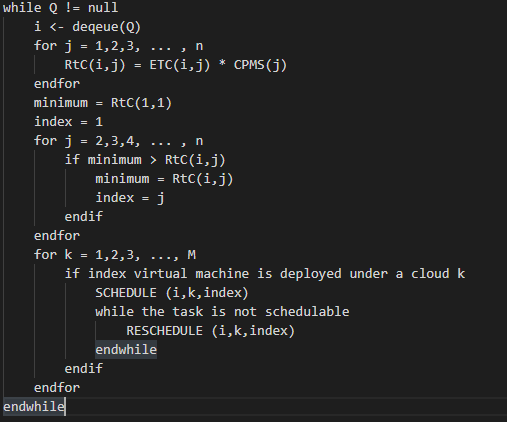 while Q != null
i <- deqeue(Q)
for j = 1,2,3, ... , n
RtC(i,j) = ETC(i,j) * CPMS(j)
endfor
minimum = RtC(1,1)
index = 1
for j = 2,3,4, ... , n
if minimum > RtC(i,j)
minimum = RtC(i,j)
index = j
endif
endfor
for k = 1,2,3, ..., M
if index virtual machine is deployed under a cloud k
SCHEDULE (i,k,index)
while the task is not schedulable
RESCHEDULE (i,k,index)
endwhile
endif
endfor
endwhile